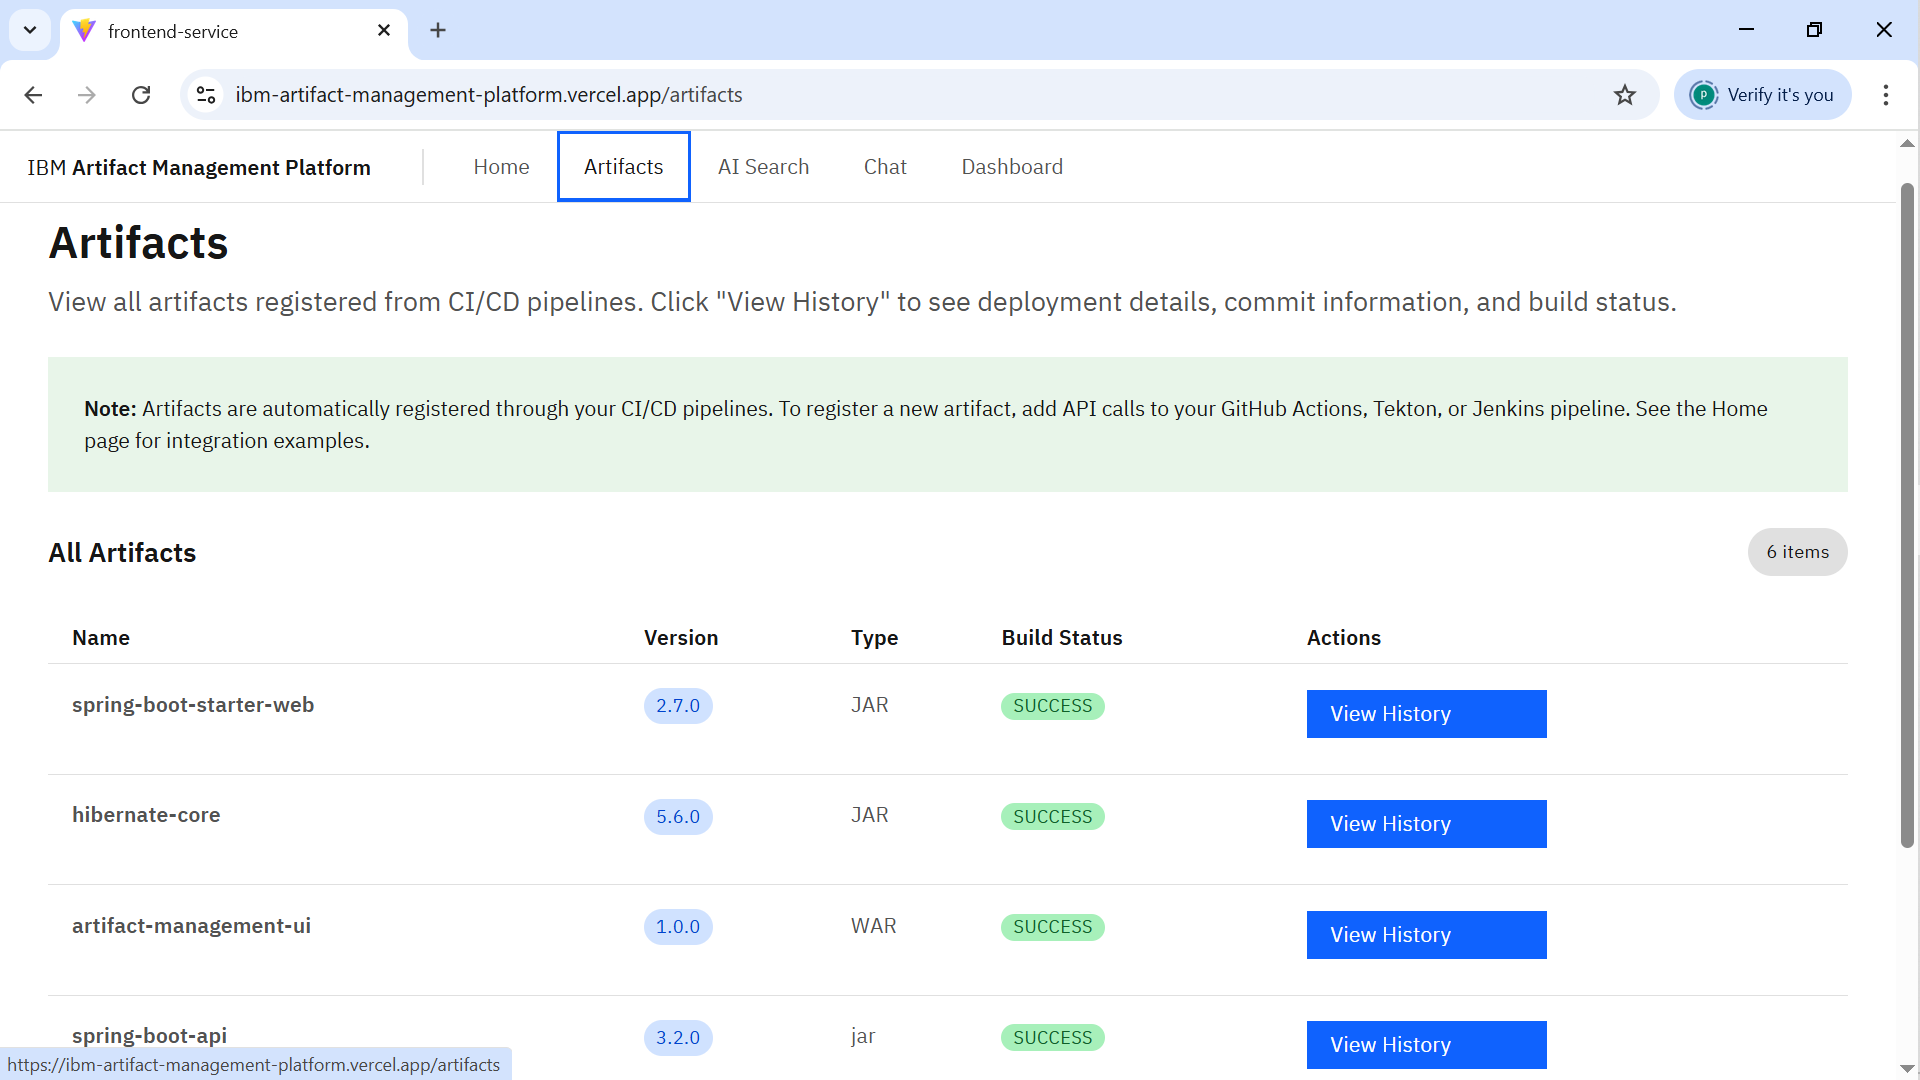 frontend-service
ibm-artifact-management-platform.vercel.app/artifacts
P
Verify it's you
IBM Artifact Management Platform
Home
Artifacts
AI Search
Chat
Dashboard
Artifacts
View all artifacts registered from CI/CD pipelines. Click "View History" to see deployment details, commit information, and build status.
Note: Artifacts are automatically registered through your CI/CD pipelines. To register a new artifact, add API calls to your GitHub Actions, Tekton, or Jenkins pipeline. See the Home
page for integration examples.
All Artifacts
6 items
Name Version Type Build Status Actions
spring-boot-starter-web 2.7.0 JAR SUCCESS View History
hibernate-core 5.6.0 JAR SUCCESS View History
artifact-management-ui 1.0.0 WAR SUCCESS View History
spring-boot-api 3.2.0 jar SUCCESS View History
https://ibm-artifact-management-platform.vercel.app/artifacts